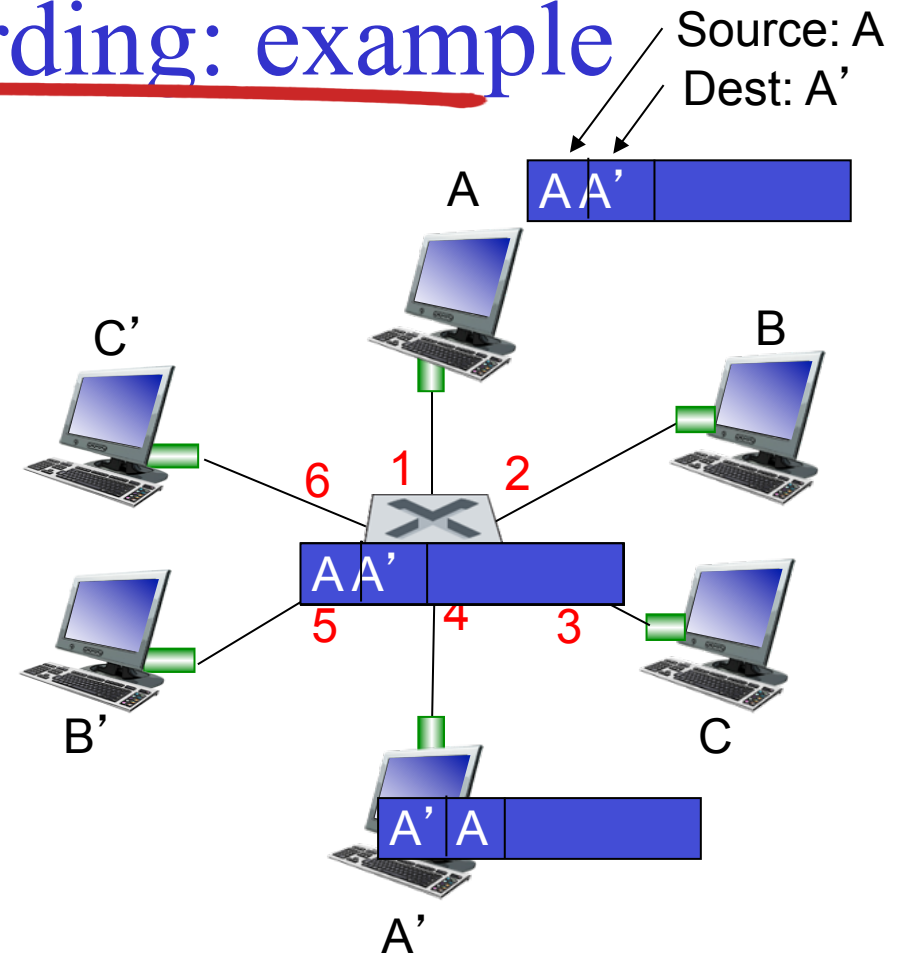 rding: example
Source: A
Dest: A’
A
A A’
C’
B
6
1
2
A A’
5
4
3
B’
C
A’ A
A’